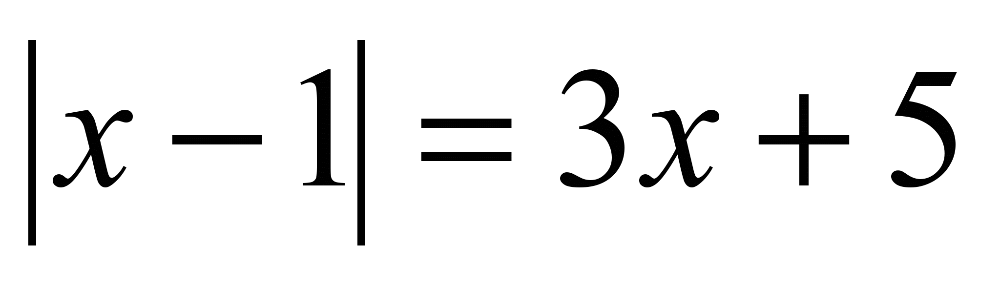 |x − 1| = 3x + 5